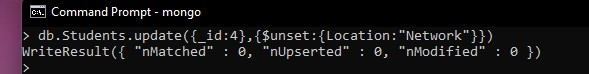 Command Prompt - mongo
> db.Students.update({_id:4},{$unset:{Location:"Network"}})
WriteResult({ "nMatched" : 0, "nUpserted" : 0, "nModified" : 0 })
>